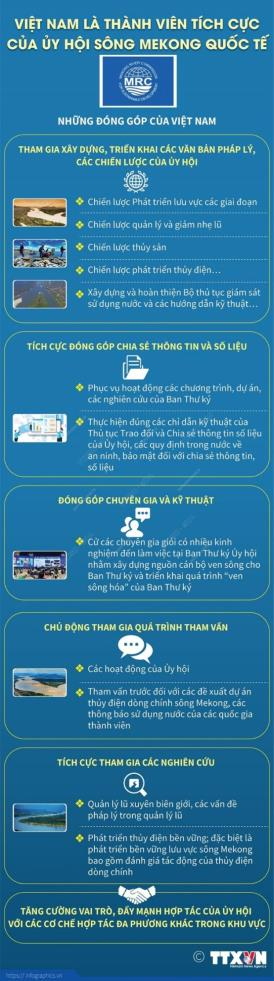 VIỆT NAM LÀ THÀNH VIÊN TÍCH CỰC
CỦA ỦY HỘI SÔNG MEKONG QUỐC TẾ
MRC
NHỮNG ĐÓNG GÓP CỦA VIỆT NAM
THAM GIA XÂY DỰNG, TRIỂN KHAI CÁC VĂN BẢN PHÁP LÝ,
CÁC CHIẾN LƯỢC CỦA ỦY HỘI
Chiến lược Phát triển lưu vực các giai đoạn
Chiến lược quản lý và giảm nhẹ lũ
Chiến lược thủy sản
Chiến lược phát triển thủy điện...
Xây dựng và hoàn thiện Bộ thủ tục giám sát
sử dụng nước và các hướng dẫn kỹ thuật...
TÍCH CỰC ĐÓNG GÓP CHIA SẺ THÔNG TIN VÀ SỐ LIỆU
Phục vụ hoạt động các chương trình, dự án,
các nghiên cứu của Ban Thư ký
Thực hiện đúng các chỉ dẫn kỹ thuật của
Thủ tục Trao đổi và Chia sẻ thông tin số liệu
của Ủy hội, các quy định trong nước về
an ninh, bảo mật đối với chia sẻ thông tin,
số liệu
ĐÓNG GÓP CHUYÊN GIA VÀ KỸ THUẬT
Cử các chuyên gia giỏi có nhiều kinh
nghiệm đến làm việc tại Ban Thư ký Ủy hội
nhằm xây dựng nguồn cán bộ ven sông cho
Ban Thư ký và triển khai quá trình “ven
sông hóa” của Ban Thư ký
CHỦ ĐỘNG THAM GIA QUÁ TRÌNH THAM VẤN
Các hoạt động của Ủy hội
Tham vấn trước đối với các đề xuất dự án
thủy điện dòng chính sông Mekong, các
thông báo sử dụng nước của các quốc gia
thành viên
TÍCH CỰC THAM GIA CÁC NGHIÊN CỨU
Quản lý lũ xuyên biên giới, các vấn đề
pháp lý trong quản lũ
Phát triển thủy điện bền vững; đặc biệt là
phát triển bền vững lưu vực sông Mekong
bao gồm đánh giá tác động của thủy điện
dòng chính
TĂNG CƯỜNG VAI TRÒ, ĐẨY MẠNH HỢP TÁC CỦA ỦY HỘI
VỚI CÁC CƠ CHẾ HỢP TÁC ĐA PHƯƠNG KHÁC TRONG KHU VỰC
© TTXVN
Vietnam News Agency
https://infographics.vn